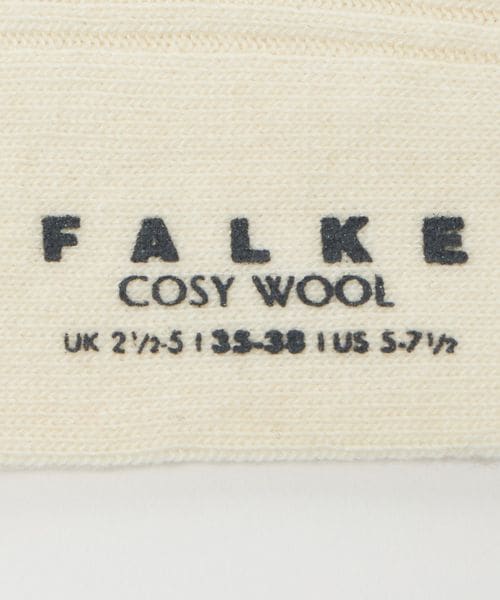 FALKE
COSY WOOL
UK 2½-5 | 35-38 | US 5-7½